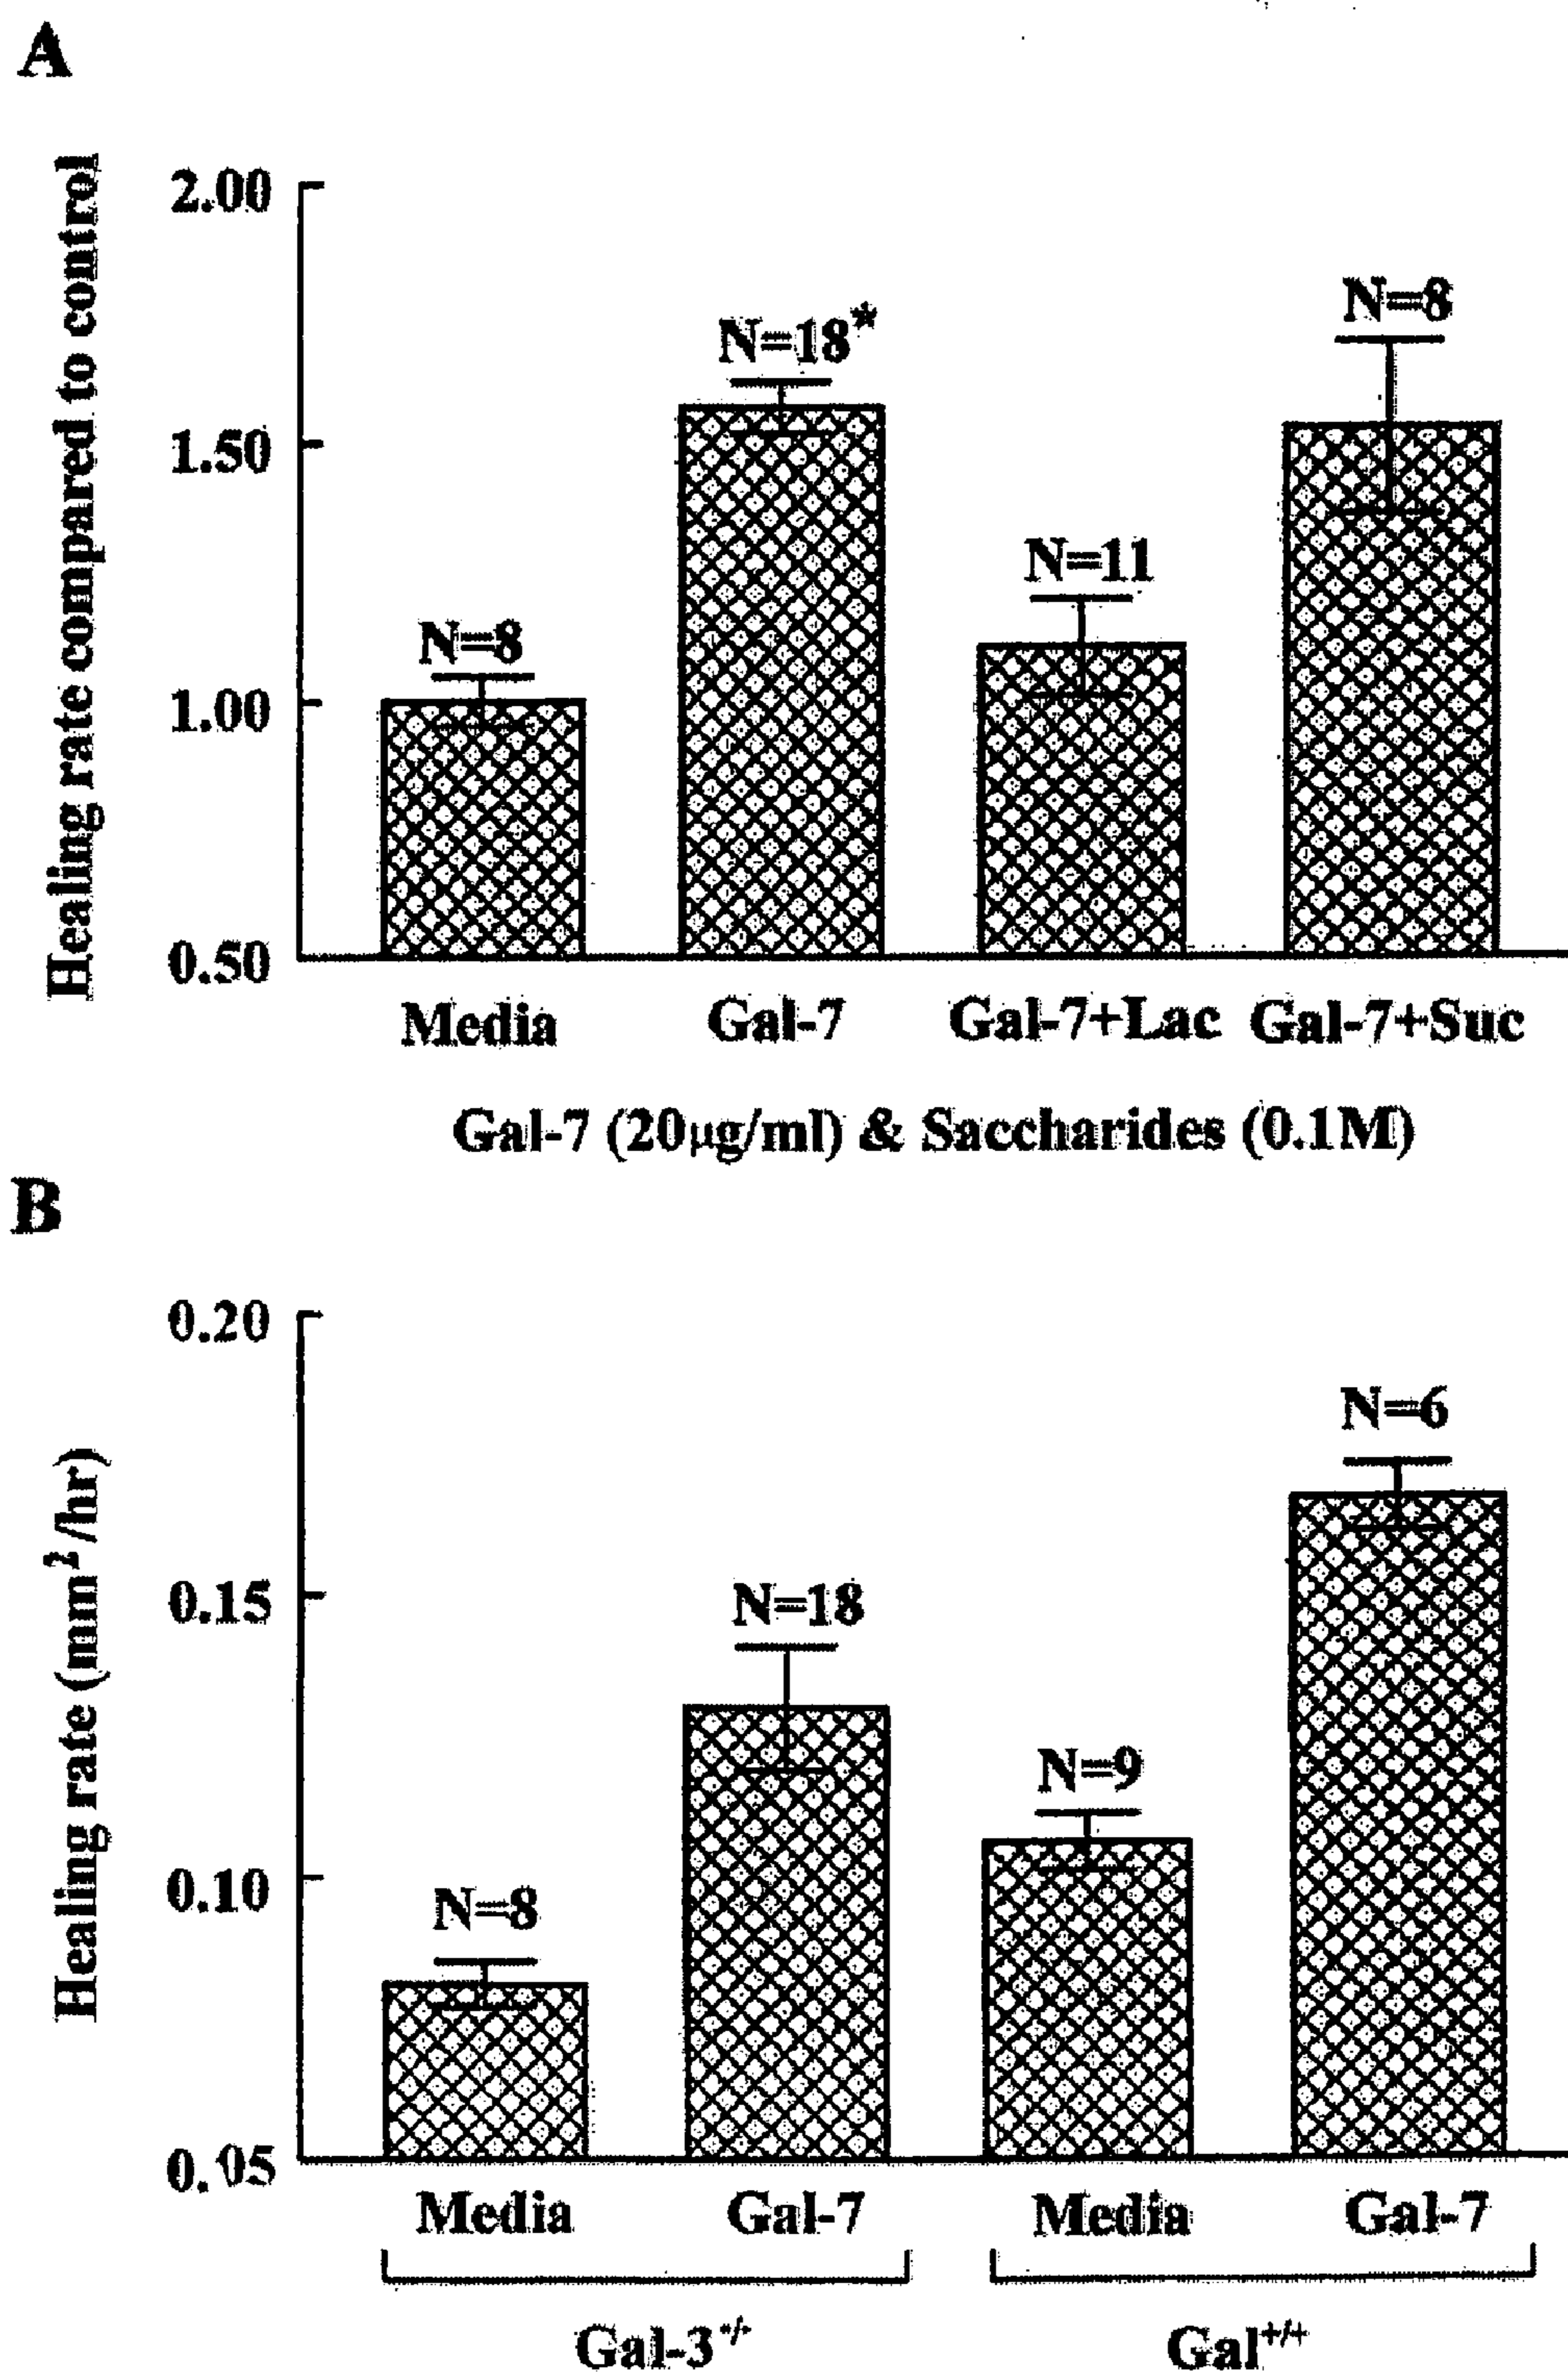 A
Healing rate compared to control
2.00
1.50
1.00
0.50
N=8
N=18*
N=11
N=8
Media Gal-7 Gal-7+Lac Gal-7+Suc
Gal-7 (20µg/ml) & Saccharides (0.1M)
B
Healing rate (mm²/hr)
0.20
0.15
0.10
0.05
N=8
N=18
N=9
N=6
Media Gal-7 Media Gal-7
Gal-3 Gal⁺/⁺